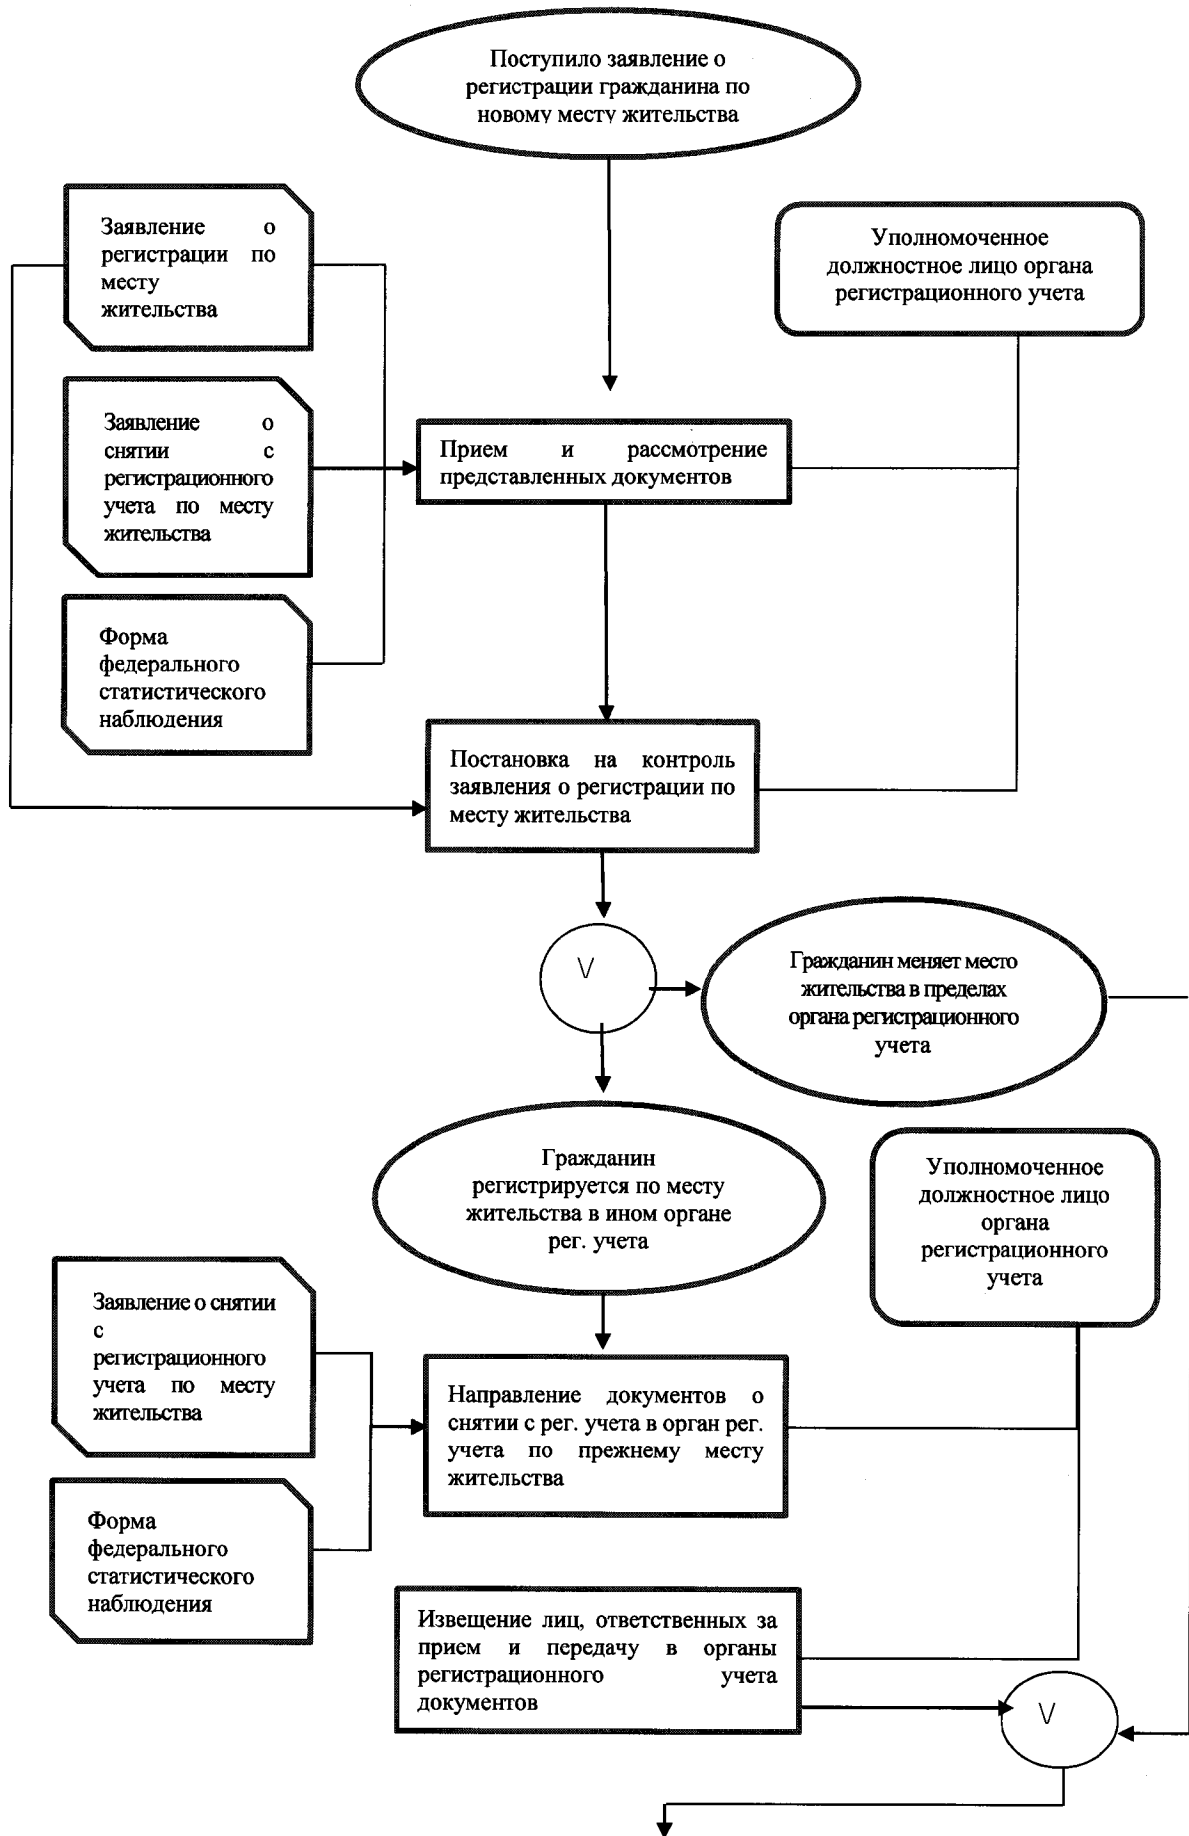 Поступило заявление о
регистрации гражданина по
новому месту жительства
Заявление о
регистрации по
месту
жительства
Уполномоченное
должностное лицо органа
регистрационного учета
Заявление о
снятии с
регистрационного
учета по месту
жительства
Прием и рассмотрение
представленных документов
Форма
федерального
статистического
наблюдения
Постановка на контроль
заявления о регистрации по
месту жительства
V
Гражданин меняет место
жительства в пределах
органа регистрационного
учета
Гражданин
регистрируется по месту
жительства в ином органе
рег. учета
Уполномоченное
должностное лицо
органа
регистрационного
учета
Заявление о снятии
с
регистрационного
учета по месту
жительства
Направление документов о
снятии с рег. учета в орган рег.
учета по прежнему месту
жительства
Форма
федерального
статистического
наблюдения
Извещение лиц, ответственных за
прием и передачу в органы
регистрационного учета
документов
V